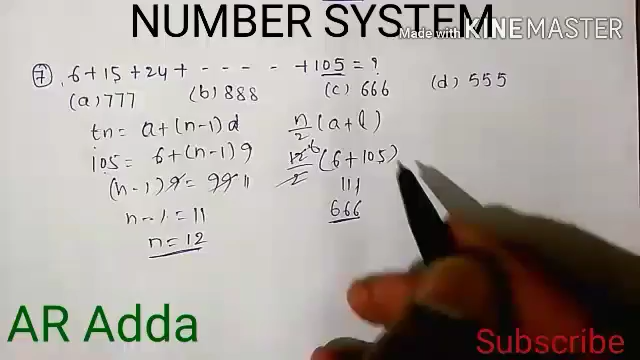 NUMBER SYSTEM
Made with KINEMASTER
7 6+15+24+ - - - - - +105 = ?
(a) 777 (b) 888 (c) 666 (d) 555
tn = a+(n-1)d n/2 (a+l)
105 = 6+(n-1)9 12/2 6 (6+105)
(n-1)9 = 99 11 111
n-1 = 11 666
n = 12
AR Adda
Subscribe